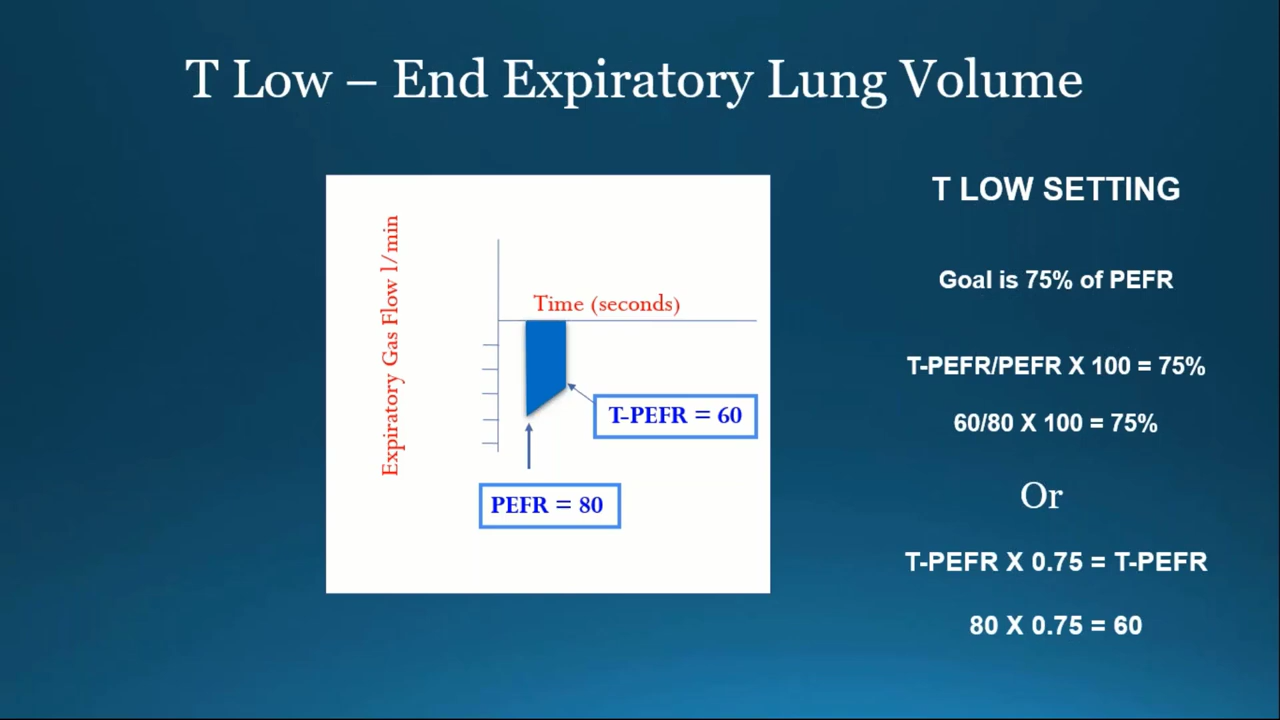 T Low – End Expiratory Lung Volume
Expiratory Gas Flow l/min
Time (seconds)
T-PEFR = 60
PEFR = 80
T LOW SETTING
Goal is 75% of PEFR
T-PEFR/PEFR X 100 = 75%
60/80 X 100 = 75%
Or
T-PEFR X 0.75 = T-PEFR
80 X 0.75 = 60